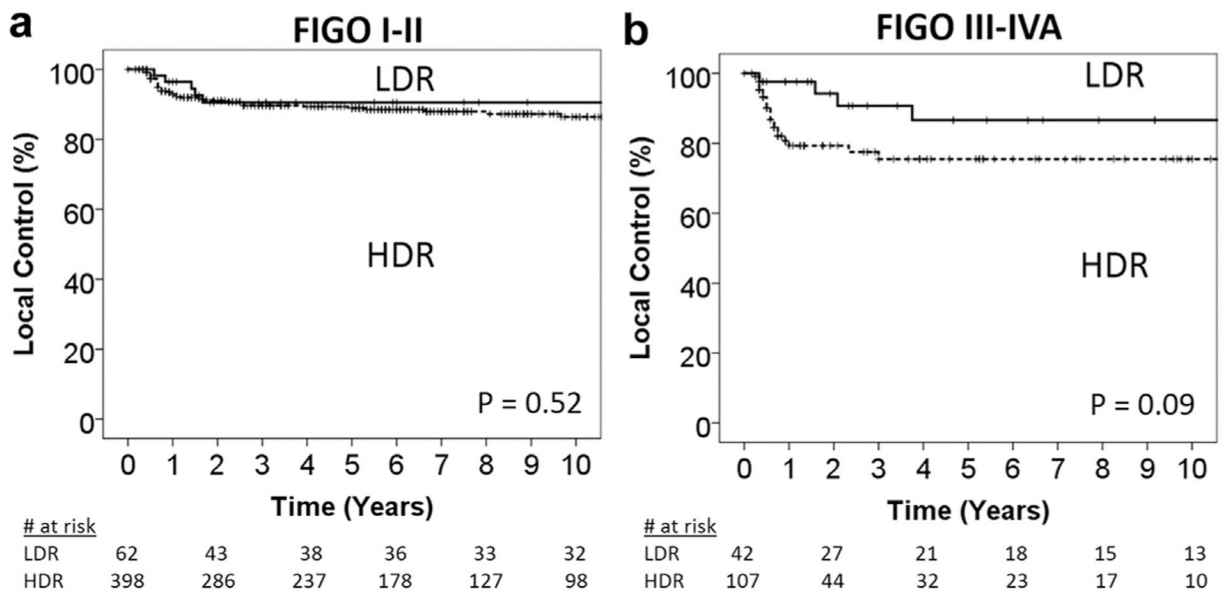 a
FIGO I-II
100
80
60
40
20
0
Local Control (%)
LDR
HDR
P = 0.52
0 1 2 3 4 5 6 7 8 9 10
Time (Years)
# at risk
LDR 62 43 38 36 33 32
HDR 398 286 237 178 127 98
b
FIGO III-IVA
100
80
60
40
20
0
Local Control (%)
LDR
HDR
P = 0.09
0 1 2 3 4 5 6 7 8 9 10
Time (Years)
# at risk
LDR 42 27 21 18 15 13
HDR 107 44 32 23 17 10